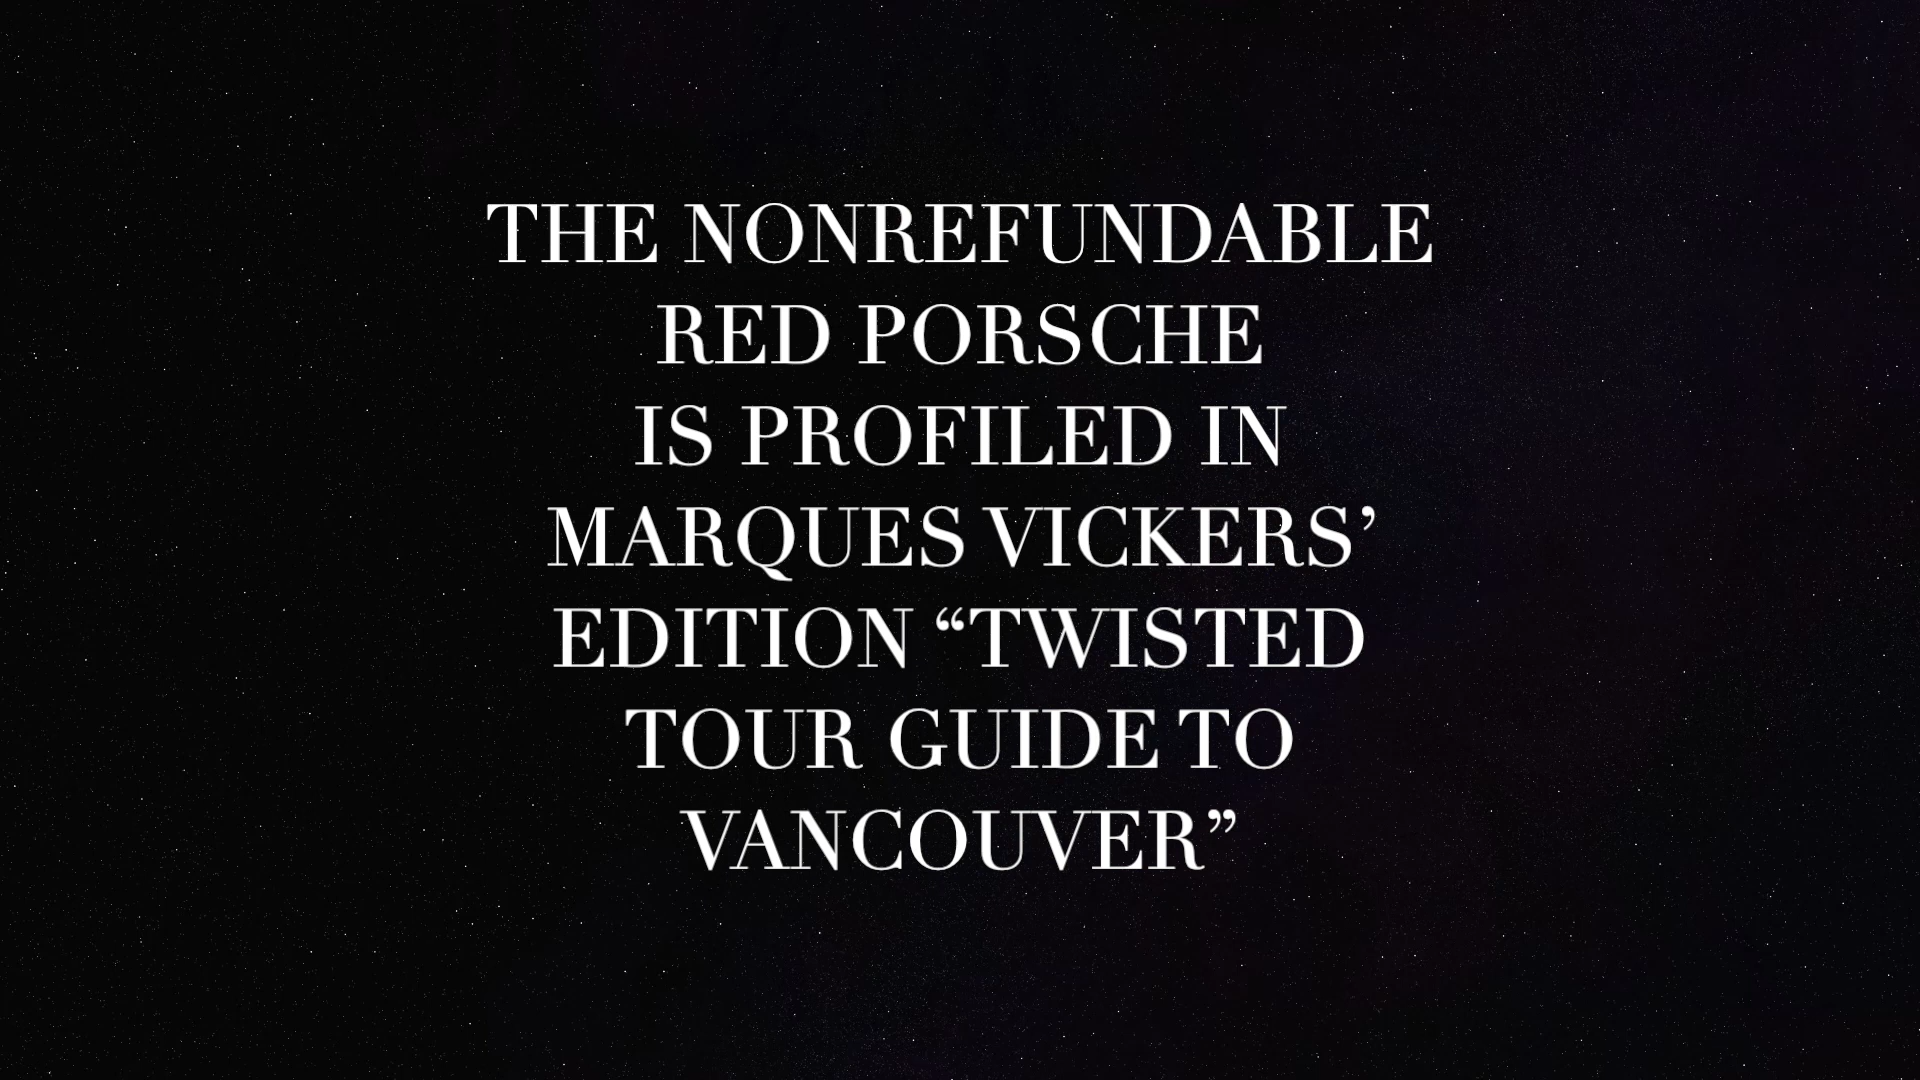 THE NONREFUNDABLE
RED PORSCHE
IS PROFILED IN
MARQUES VICKERS’
EDITION “TWISTED
TOUR GUIDE TO
VANCOUVER”